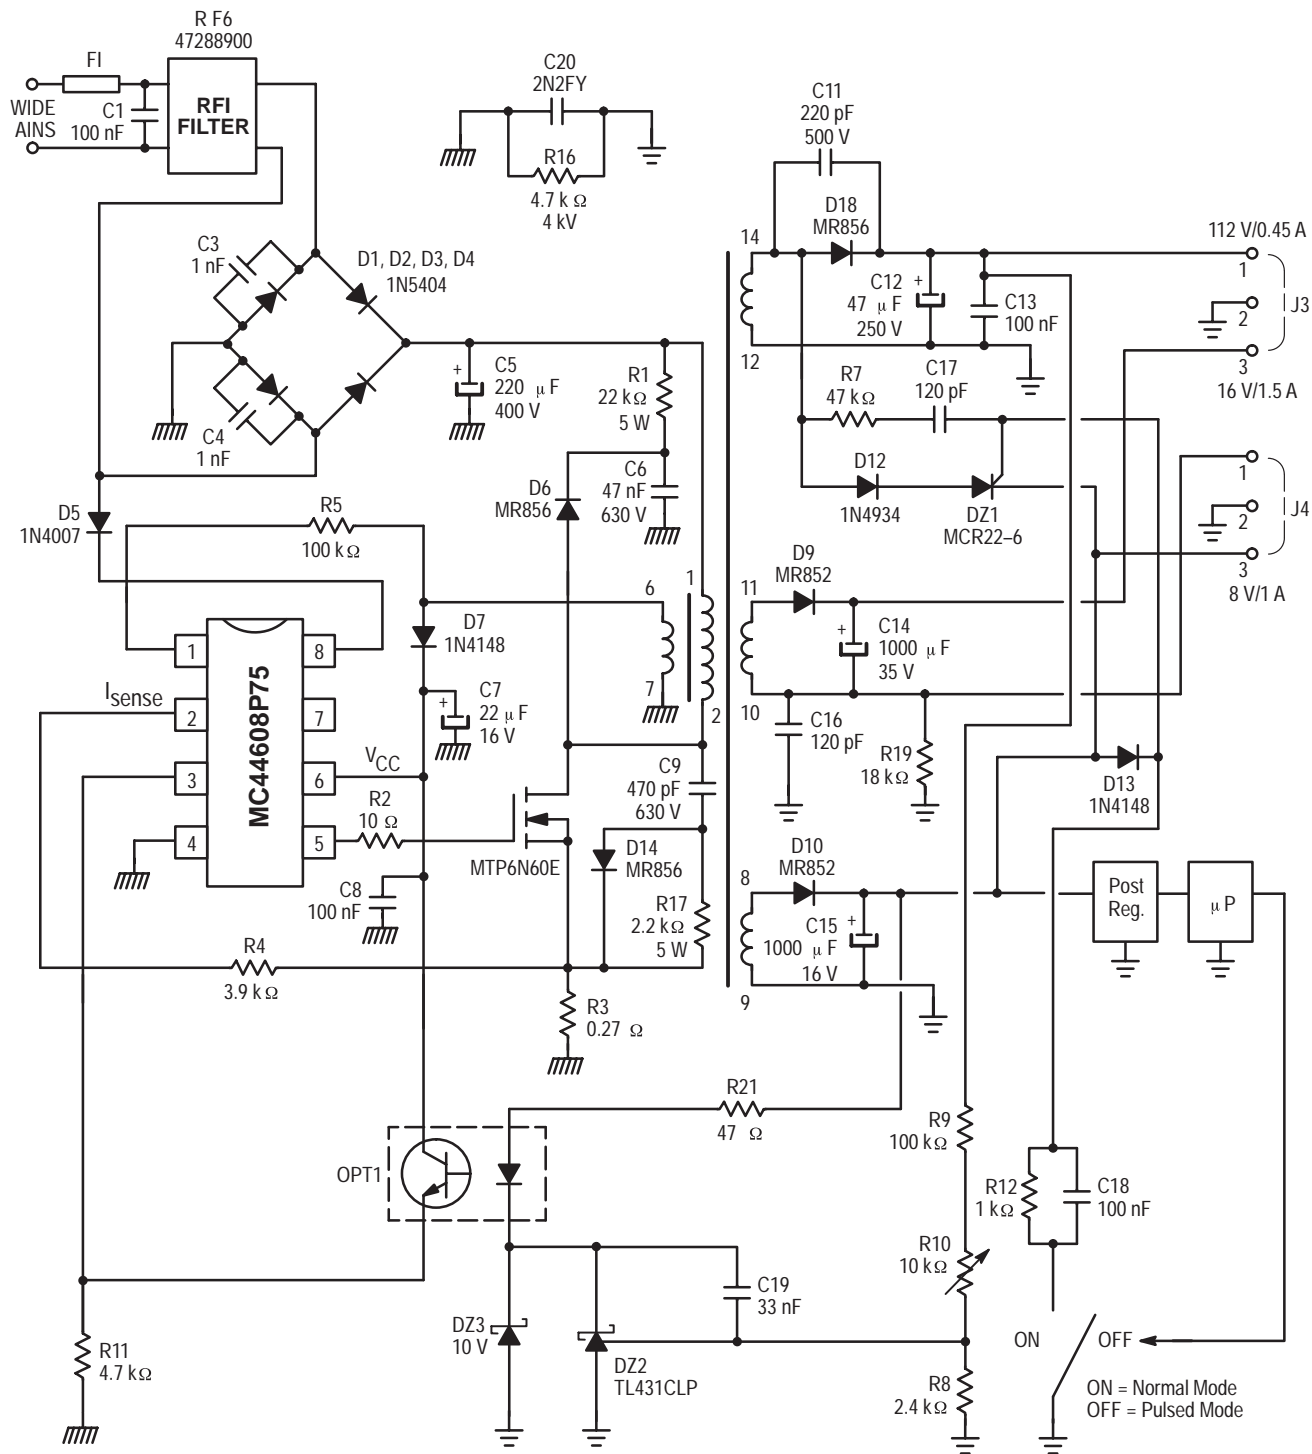 R F6
47288900
FI
WIDE
AINS
C1
100 nF
RFI
FILTER
C20
2N2FY
R16
4.7 k Ω
4 kV
C11
220 pF
500 V
D18
MR856
14
12
C12
+
47 μ F
250 V
C13
100 nF
112 V/0.45 A
1
2
3
J3
16 V/1.5 A
C3
1 nF
D1, D2, D3, D4
1N5404
C4
1 nF
+
C5
220 μ F
400 V
R1
22 kΩ
5 W
R7
47 kΩ
C17
120 pF
D12
1N4934
DZ1
MCR22–6
1
2
3
J4
8 V/1 A
D5
1N4007
R5
100 kΩ
D6
MR856
C6
47 nF
630 V
D9
MR852
11
10
+
C14
1000 μ F
35 V
6
7
1
2
D7
1N4148
+
C7
22 μ F
16 V
1
2
3
4
8
7
6
5
MC44608P75
Isense
VCC
R2
10 Ω
MTP6N60E
C9
470 pF
630 V
D14
MR856
R17
2.2 kΩ
5 W
C16
120 pF
R19
18 kΩ
D13
1N4148
D10
MR852
8
9
C15
+
1000 μ F
16 V
Post
Reg.
μ P
C8
100 nF
R4
3.9 kΩ
R3
0.27 Ω
R21
47 Ω
OPT1
R9
100 kΩ
R12
1 kΩ
C18
100 nF
R10
10 kΩ
C19
33 nF
DZ3
10 V
DZ2
TL431CLP
R11
4.7 kΩ
R8
2.4 kΩ
ON
OFF
ON = Normal Mode
OFF = Pulsed Mode